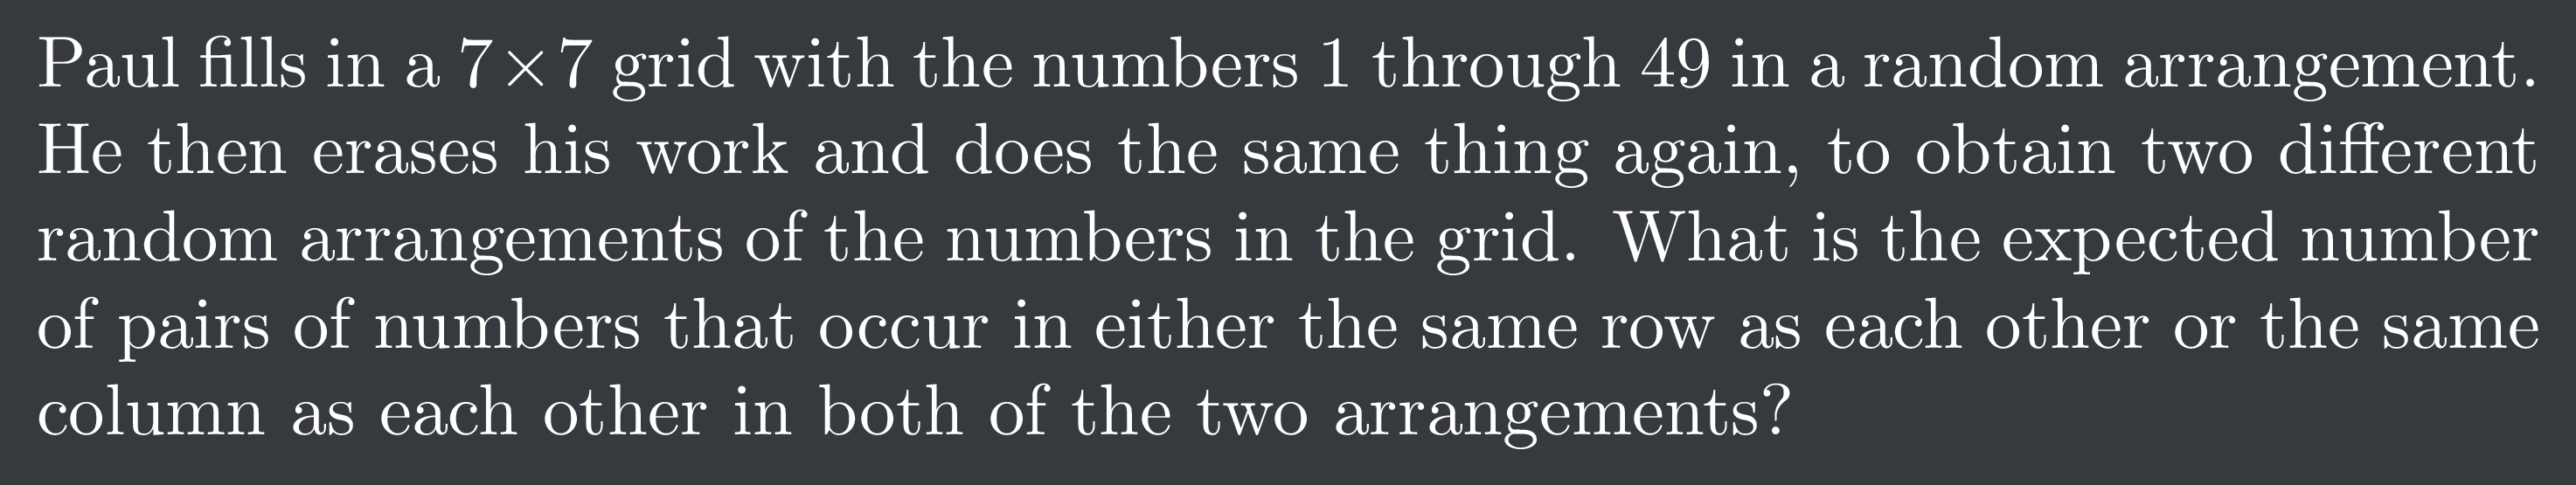 Paul fills in a 7×7 grid with the numbers 1 through 49 in a random arrangement.
He then erases his work and does the same thing again, to obtain two different
random arrangements of the numbers in the grid. What is the expected number
of pairs of numbers that occur in either the same row as each other or the same
column as each other in both of the two arrangements?